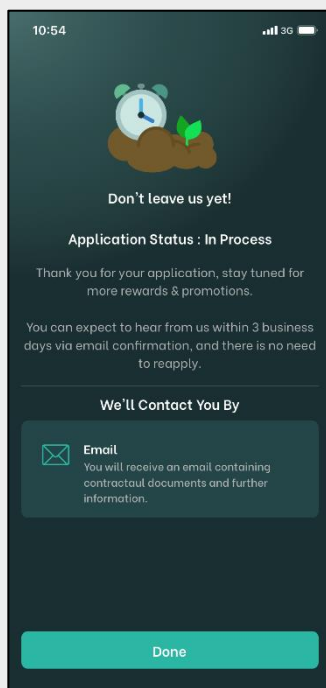 10:54
3G
Don't leave us yet!
Application Status : In Process
Thank you for your application, stay tuned for
more rewards & promotions.
You can expect to hear from us within 3 business
days via email confirmation, and there is no need
to reapply.
We'll Contact You By
Email
You will receive an email containing
contractaul documents and further
information.
Done